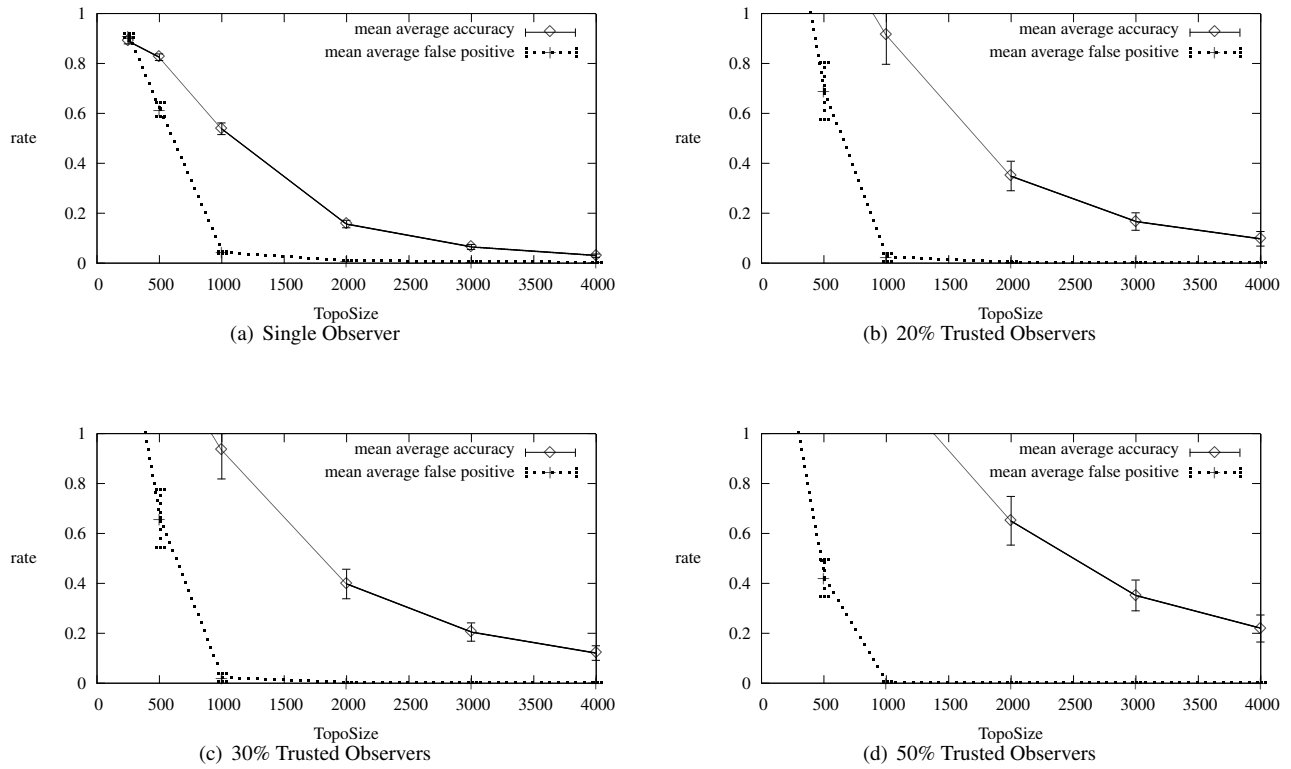 1
0.8
0.6
0.4
0.2
0
rate
mean average accuracy
mean average false positive
0 500 1000 1500 2000 2500 3000 3500 4000
TopoSize
(a) Single Observer
1
0.8
0.6
0.4
0.2
0
rate
mean average accuracy
mean average false positive
0 500 1000 1500 2000 2500 3000 3500 4000
TopoSize
(b) 20% Trusted Observers
1
0.8
0.6
0.4
0.2
0
rate
mean average accuracy
mean average false positive
0 500 1000 1500 2000 2500 3000 3500 4000
TopoSize
(c) 30% Trusted Observers
1
0.8
0.6
0.4
0.2
0
rate
mean average accuracy
mean average false positive
0 500 1000 1500 2000 2500 3000 3500 4000
TopoSize
(d) 50% Trusted Observers